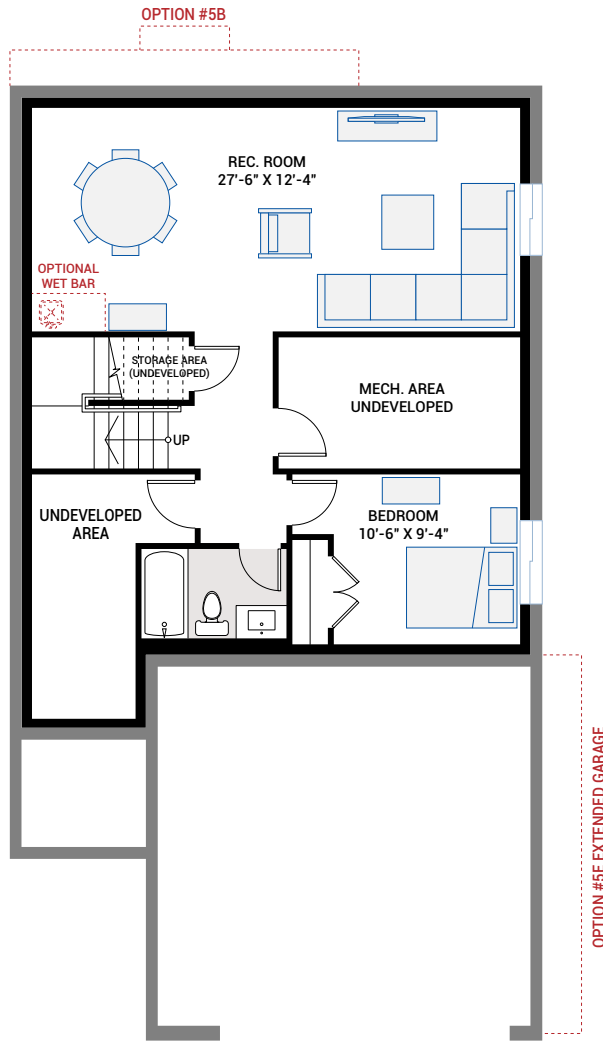 OPTION #5B
REC. ROOM
27'-6" X 12'-4"
OPTIONAL
WET BAR
STORAGE AREA
(UNDEVELOPED)
MECH. AREA
UNDEVELOPED
UP
UNDEVELOPED
AREA
BEDROOM
10'-6" X 9'-4"
OPTION #5F EXTENDED GARAGE